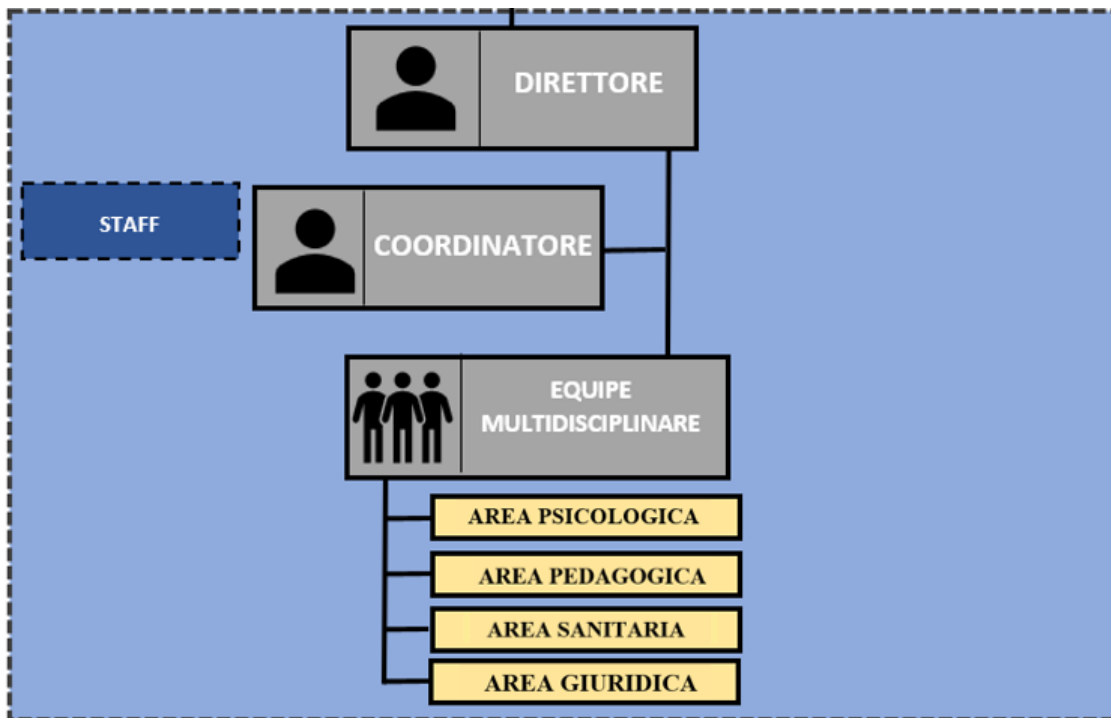 DIRETTORE
STAFF
COORDINATORE
EQUIPE
MULTIDISCIPLINARE
AREA PSICOLOGICA
AREA PEDAGOGICA
AREA SANITARIA
AREA GIURIDICA